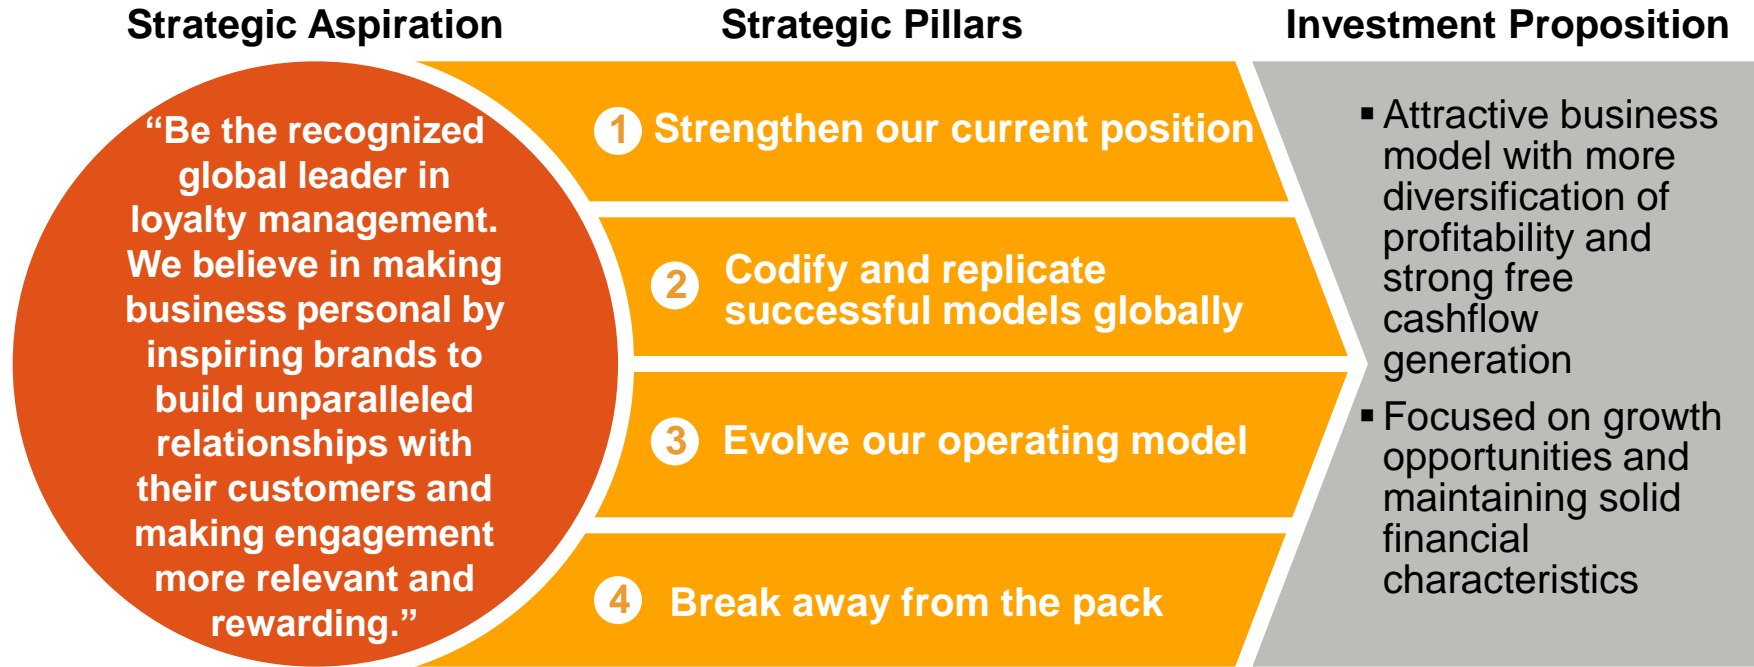 Strategic Aspiration
Strategic Pillars
Investment Proposition
“Be the recognized
global leader in
loyalty management.
We believe in making
business personal by
inspiring brands to
build unparalleled
relationships with
their customers and
making engagement
more relevant and
rewarding.”
1 Strengthen our current position
2 Codify and replicate
successful models globally
3 Evolve our operating model
4 Break away from the pack
▪ Attractive business
model with more
diversification of
profitability and
strong free
cashflow
generation
▪ Focused on growth
opportunities and
maintaining solid
financial
characteristics